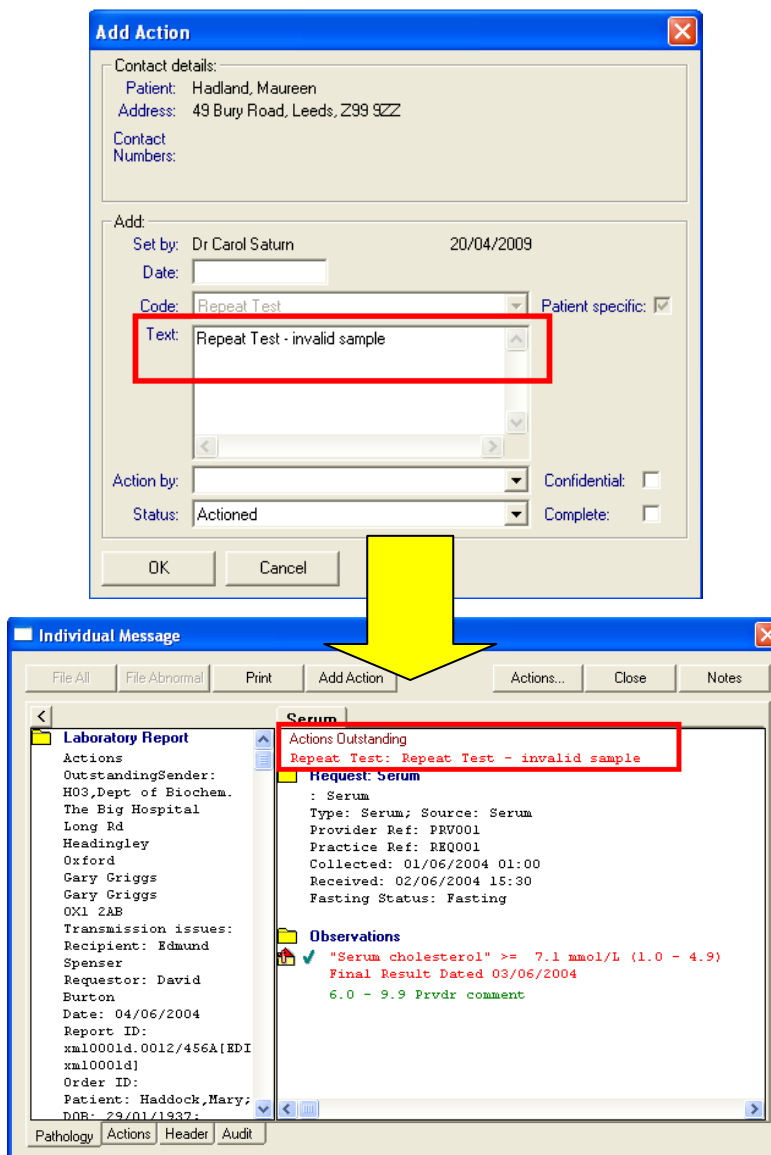 Add Action
Contact details:
Patient: Hadland, Maureen
Address: 49 Bury Road, Leeds, Z99 9ZZ
Contact
Numbers:
Add:
Set by: Dr Carol Saturn 20/04/2009
Date:
Code: Repeat Test Patient specific:
Text: Repeat Test - invalid sample
Action by: Confidential:
Status: Actioned Complete:
OK Cancel
Individual Message
File All File Abnormal Print Add Action Actions... Close Notes
<
Laboratory Report
Actions
OutstandingSender:
H03,Dept of Biochem.
The Big Hospital
Long Rd
Headingley
Oxford
Gary Griggs
Gary Griggs
OX1 2AB
Transmission issues:
Recipient: Edmund
Spenser
Requestor: David
Burton
Date: 04/06/2004
Report ID:
xml0001d.0012/456A[EDI
xml0001d]
Order ID:
Patient: Haddock,Mary;
DOB: 29/01/1937;
Serum
Actions Outstanding
Repeat Test: Repeat Test - invalid sample
Request: Serum
: Serum
Type: Serum; Source: Serum
Provider Ref: PRV001
Practice Ref: REQ001
Collected: 01/06/2004 01:00
Received: 02/06/2004 15:30
Fasting Status: Fasting
Observations
"Serum cholesterol" >= 7.1 mmol/L (1.0 - 4.9)
Final Result Dated 03/06/2004
6.0 - 9.9 Prvdr comment
Pathology Actions Header Audit